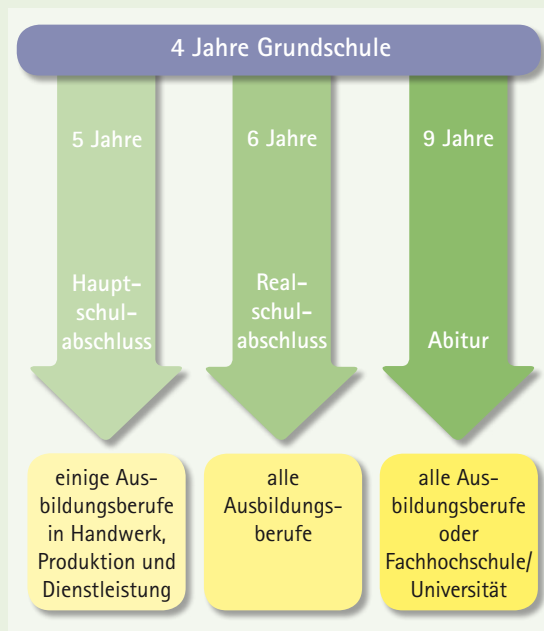 4 Jahre Grundschule
5 Jahre
Haupt-
schul-
abschluss
6 Jahre
Real-
schul-
abschluss
9 Jahre
Abitur
einige Aus-
bildungsberufe
in Handwerk,
Produktion und
Dienstleistung
alle
Ausbildungs-
berufe
alle Aus-
bildungsberufe
oder
Fachhochschule/
Universität